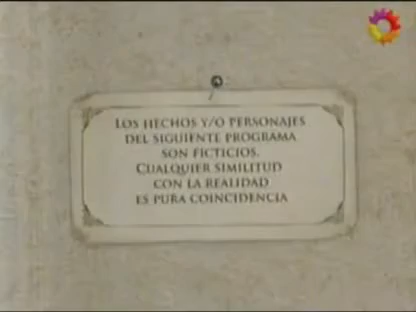 LOS HECHOS Y/O PERSONAJES
DEL SIGUIENTE PROGRAMA
SON FICTICIOS.
CUALQUIER SIMILITUD
CON LA REALIDAD
ES PURA COINCIDENCIA